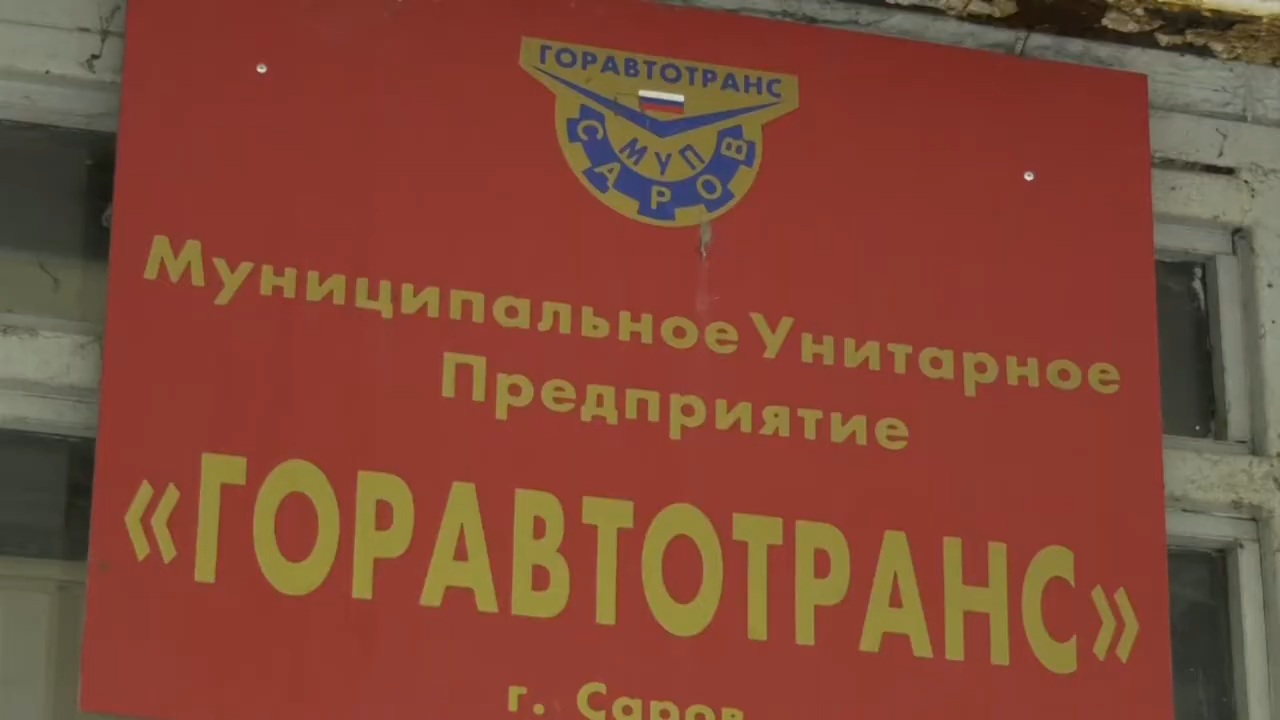 ГОРАВТОТРАНС
МУП
САРОВ
Муниципальное Унитарное
Предприятие
«ГОРАВТОТРАНС»
г. Саров